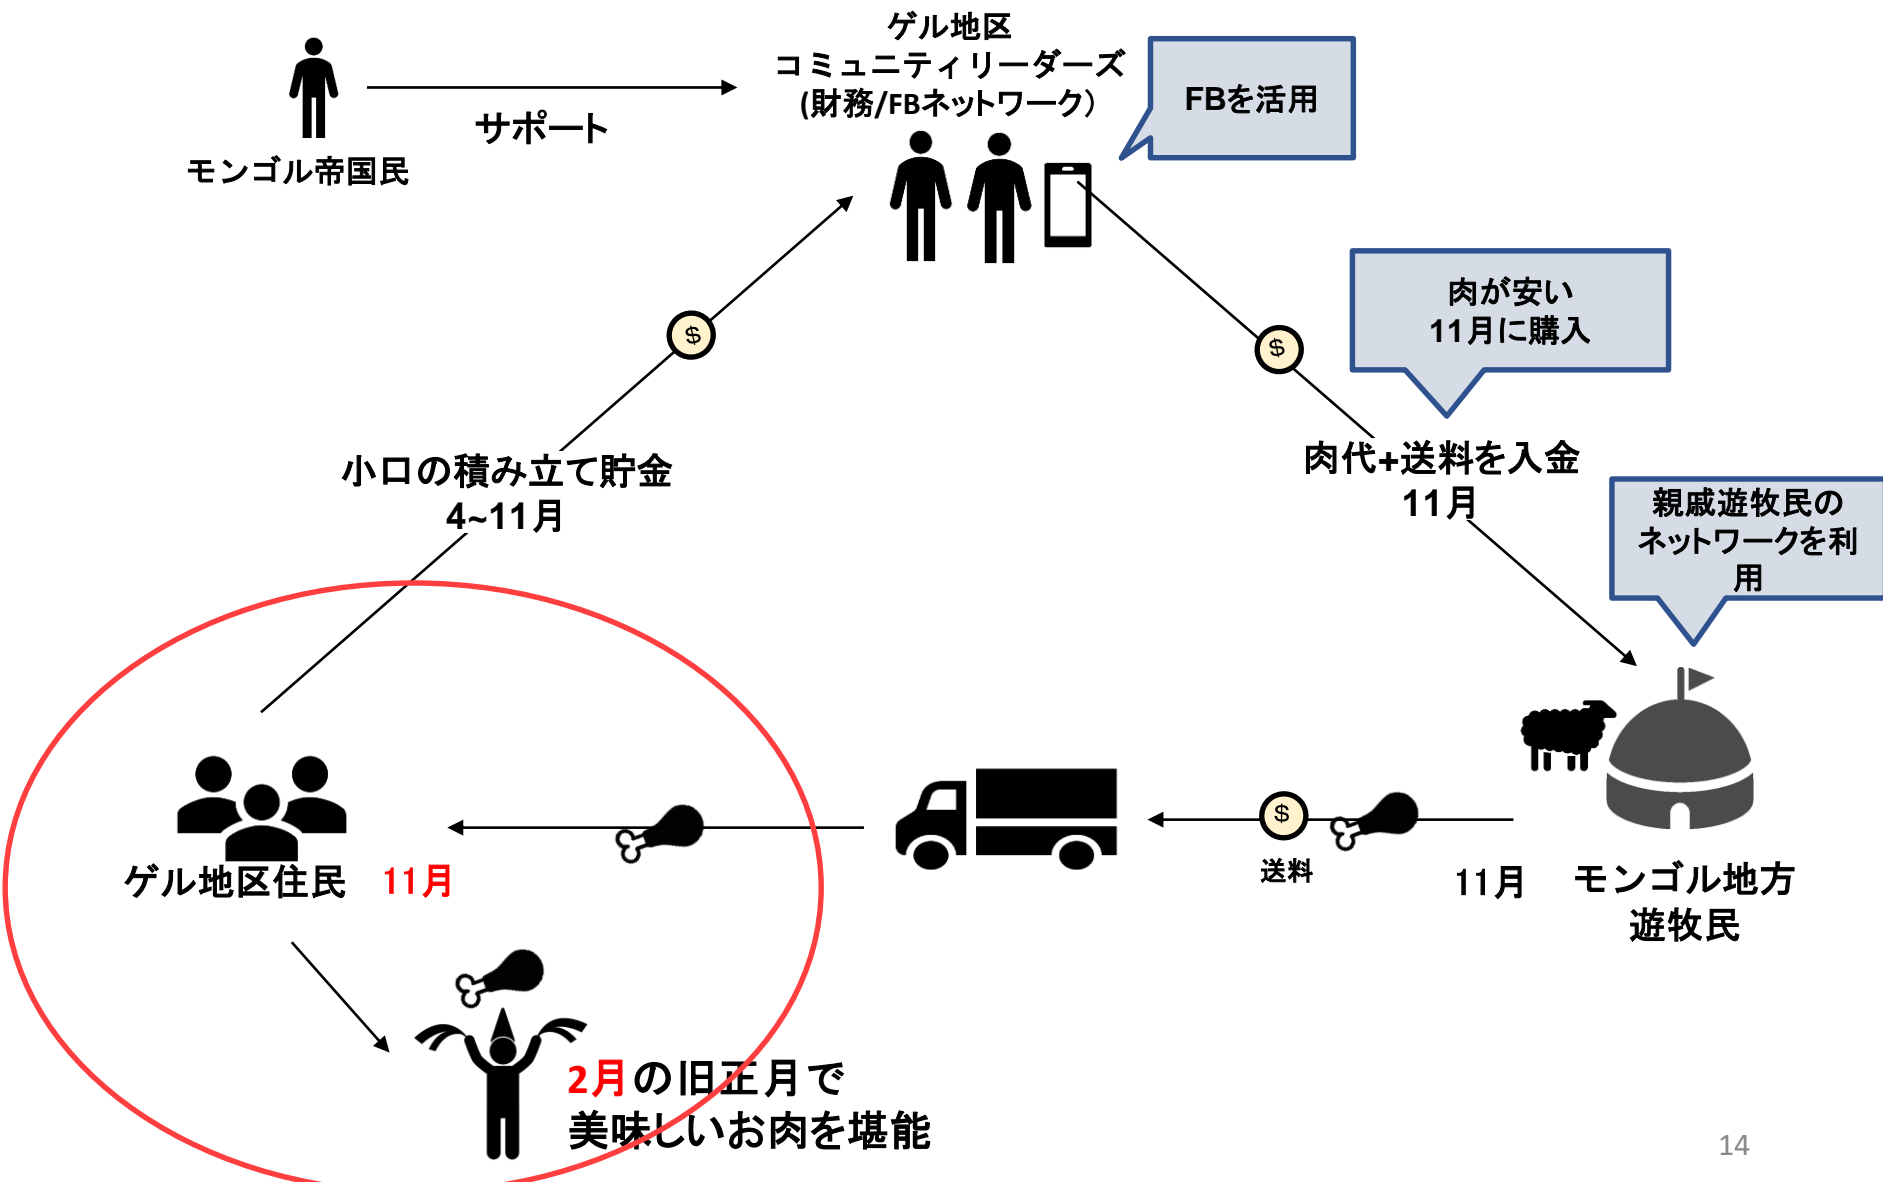 ゲル地区
コミュニティリーダーズ
(財務/FBネットワーク）
FBを活用
サポート
モンゴル帝国民
$
$
肉が安い
11月に購入
小口の積み立て貯金
4~11月
肉代+送料を入金
11月
親戚遊牧民の
ネットワークを利
用
$
送料
ゲル地区住民
11月
11月
モンゴル地方
遊牧民
2月の旧正月で
美味しいお肉を堪能
14